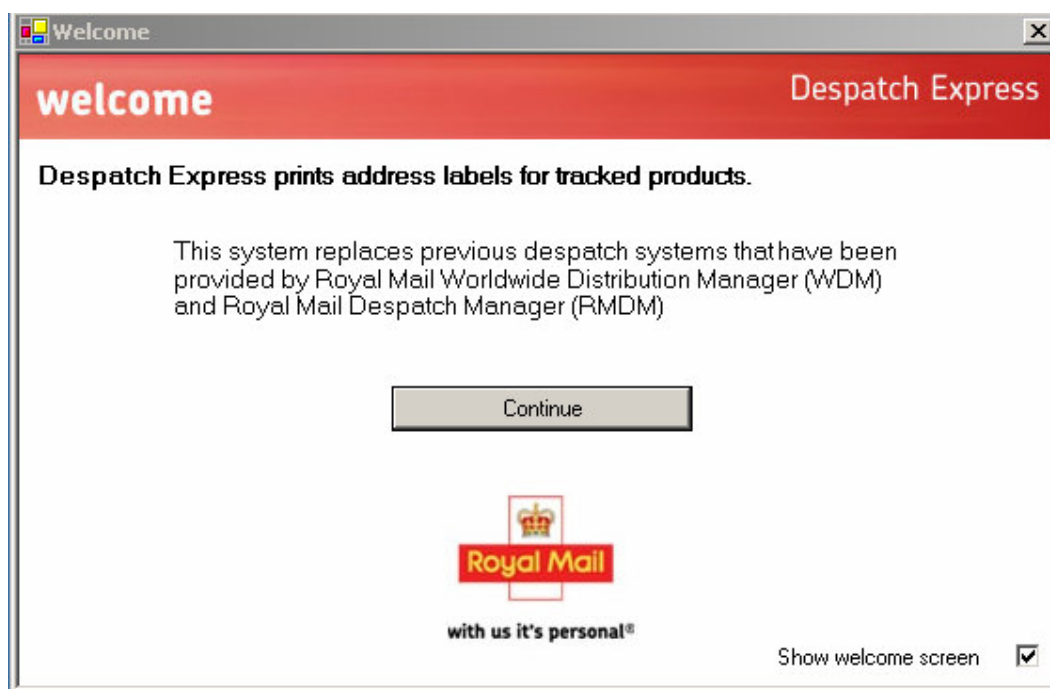 Welcome
welcome
Despatch Express
Despatch Express prints address labels for tracked products.
This system replaces previous despatch systems that have been
provided by Royal Mail Worldwide Distribution Manager (WDM)
and Royal Mail Despatch Manager (RMDM)
Continue
Royal Mail
with us it's personal®
Show welcome screen